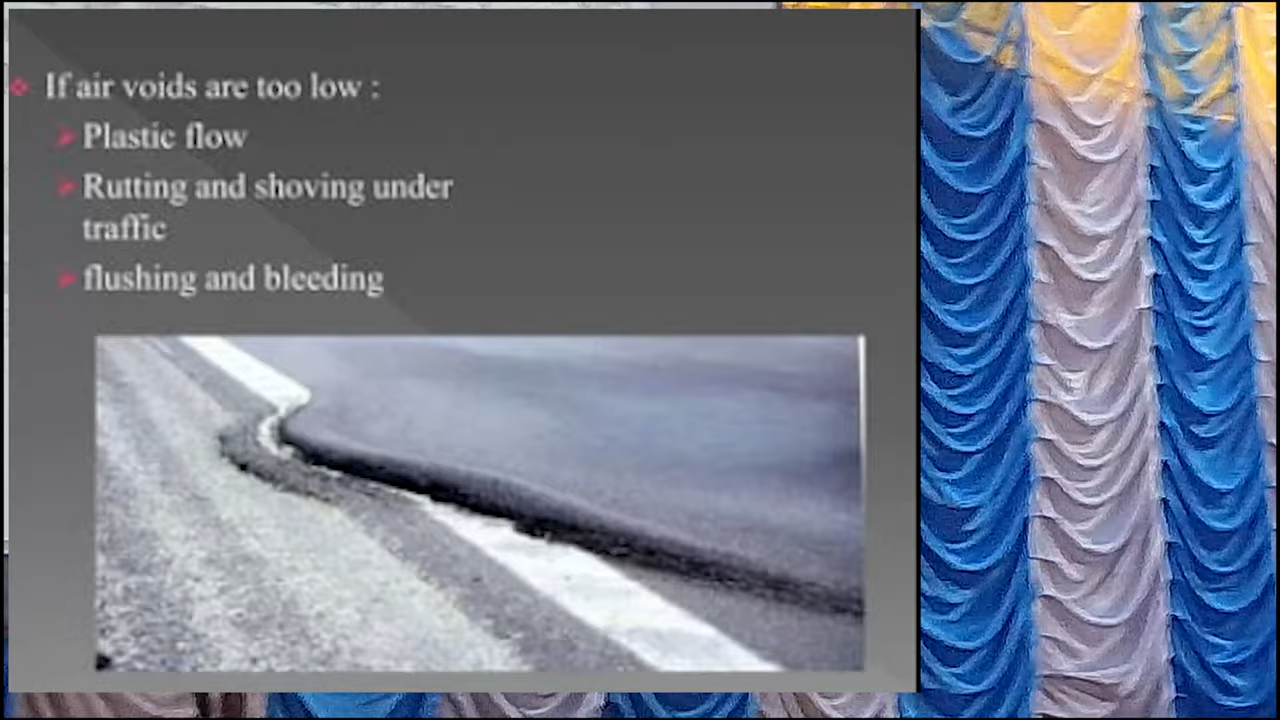 If air voids are too low :
Plastic flow
Rutting and shoving under
traffic
flushing and bleeding